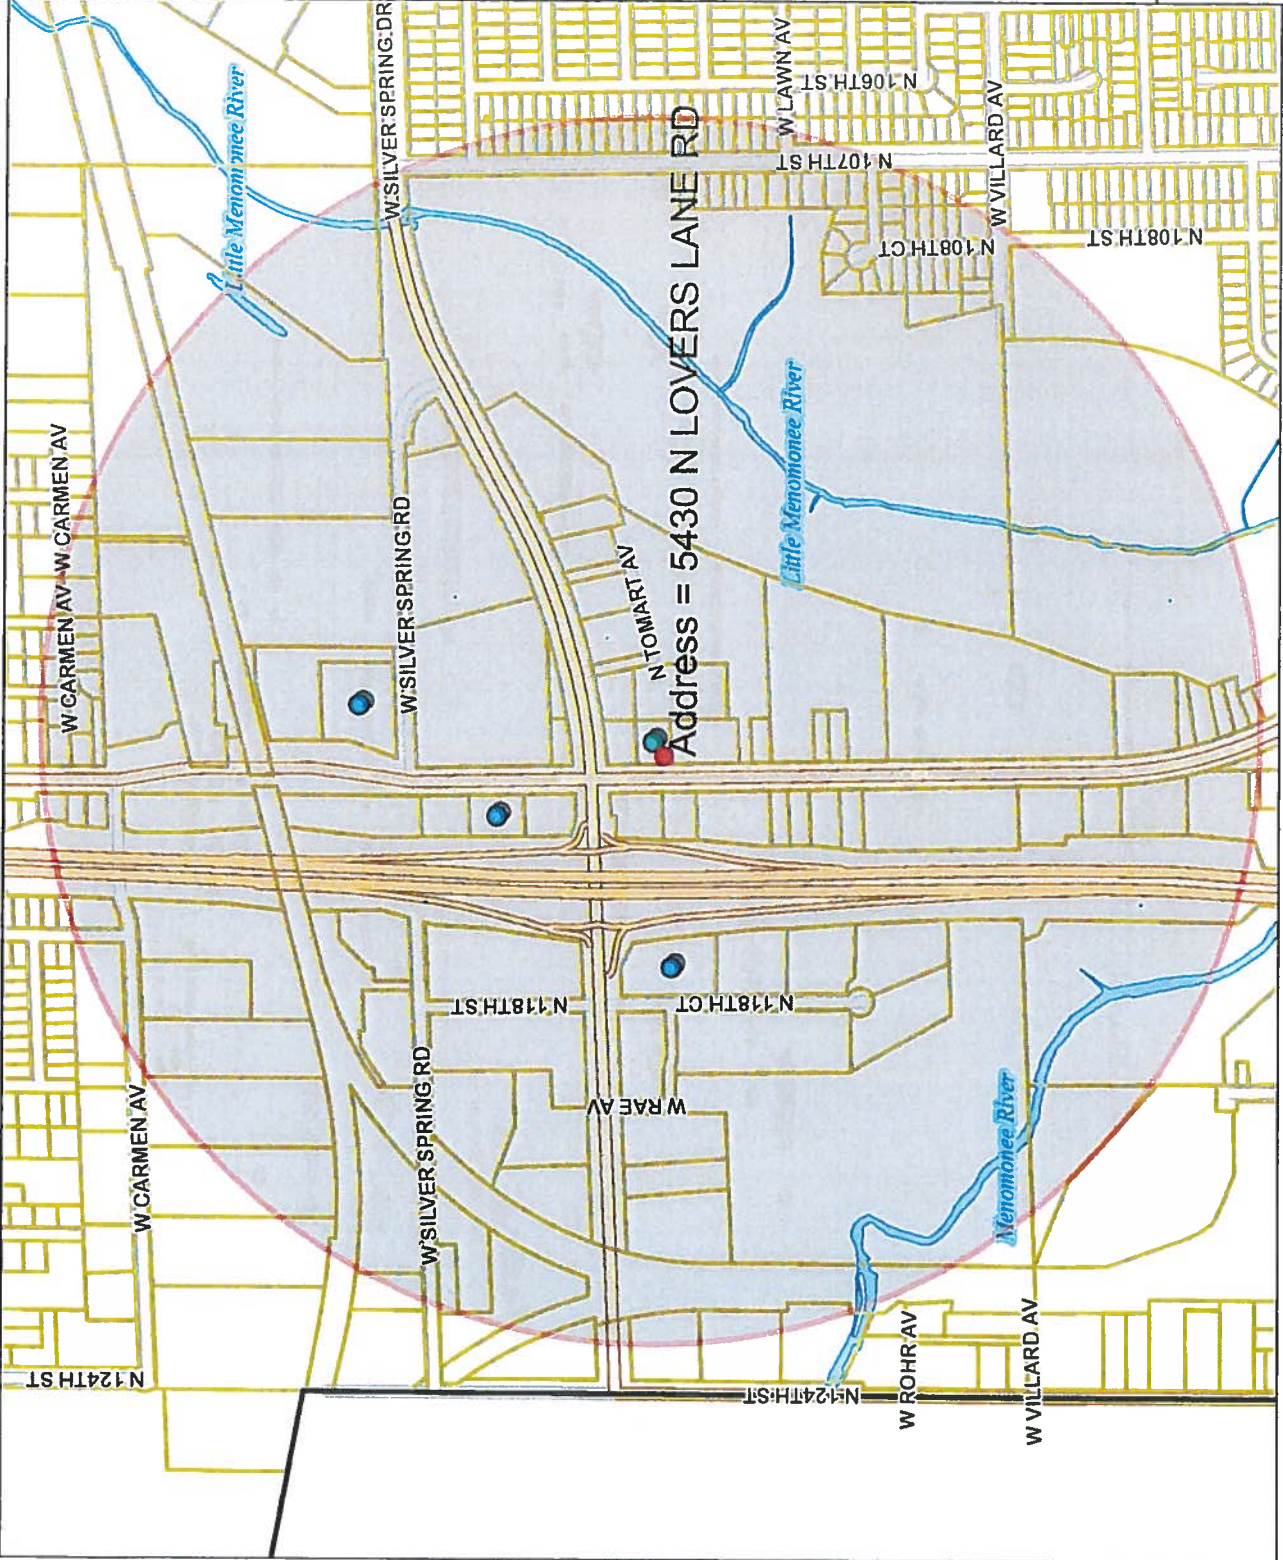 W CARMEN AV
W CARMEN AV
W CARMEN AV
Little Menomonee River
W SILVER SPRING DR
W SILVER SPRING RD
W SILVER SPRING RD
N 124TH ST
N 118TH ST
N 118TH CT
W RAE AV
N TOMART AV
Address = 5430 N LOVERS LANE RD
Little Menomonee River
W LAWN AV
N 106TH ST
N 107TH ST
N 108TH CT
W VILLARD AV
N 108TH ST
Menomonee River
N 124TH ST
W ROHR AV
W VILLARD AV